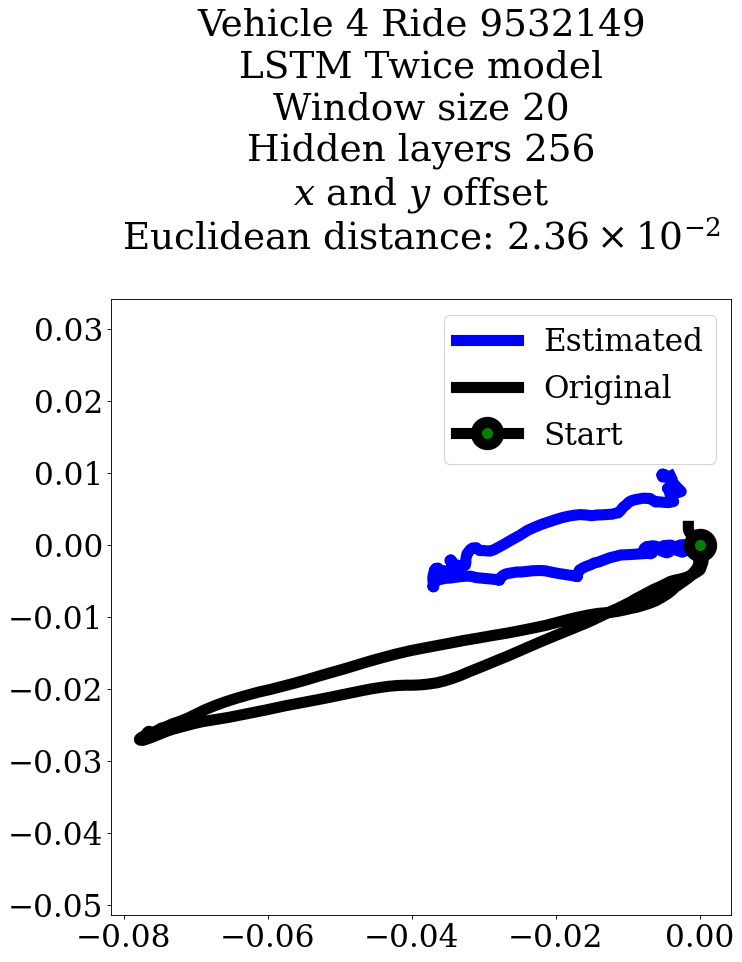 Vehicle 4 Ride 9532149
LSTM Twice model
Window size 20
Hidden layers 256
x and y offset
Euclidean distance: 2.36 × 10⁻²
Estimated
Original
Start
0.03
0.02
0.01
0.00
−0.01
−0.02
−0.03
−0.04
−0.05
−0.08 −0.06 −0.04 −0.02 0.00